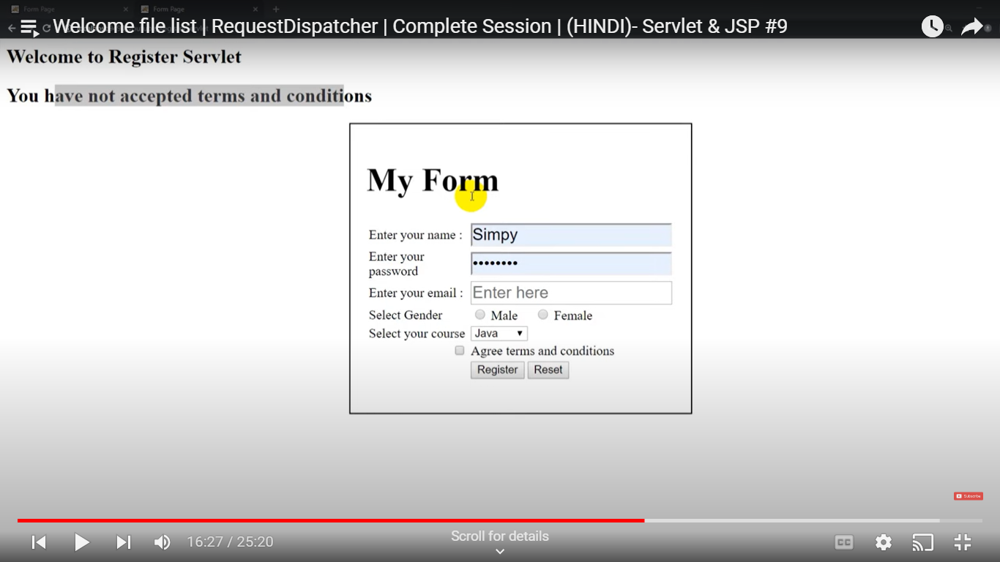 Form Page
Form Page
Welcome file list | RequestDispatcher | Complete Session | (HINDI)- Servlet & JSP #9
Welcome to Register Servlet
You have not accepted terms and conditions
My Form
Enter your name : Simpy
Enter your
password ••••••••
Enter your email : Enter here
Select Gender Male Female
Select your course Java
Agree terms and conditions
Register Reset
Subscribe
16:27 / 25:20
Scroll for details
CC